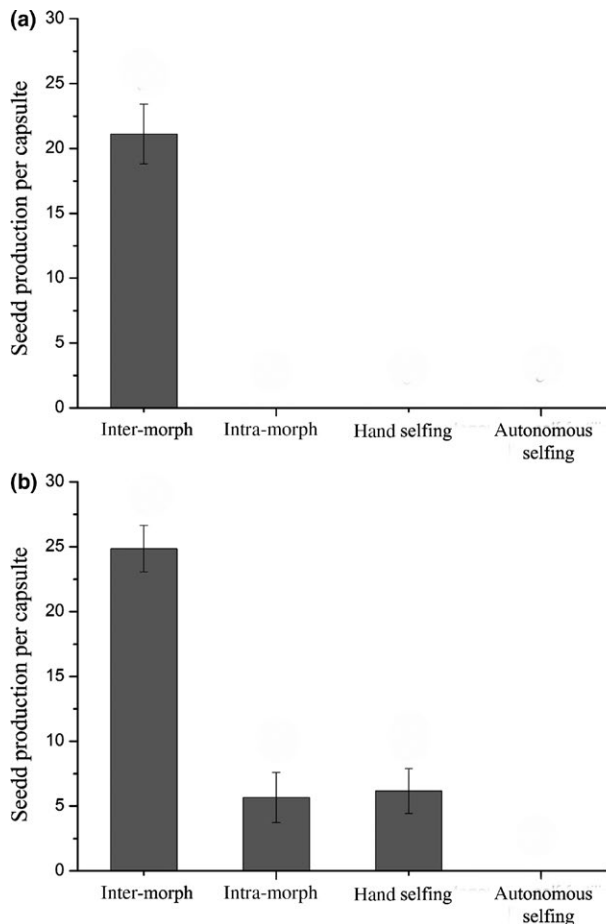 (a)
Seedd production per capsulte
30
25
20
15
10
5
0
Inter-morph
Intra-morph
Hand selfing
Autonomous
selfing
(b)
Seedd production per capsulte
30
25
20
15
10
5
0
Inter-morph
Intra-morph
Hand selfing
Autonomous
selfing